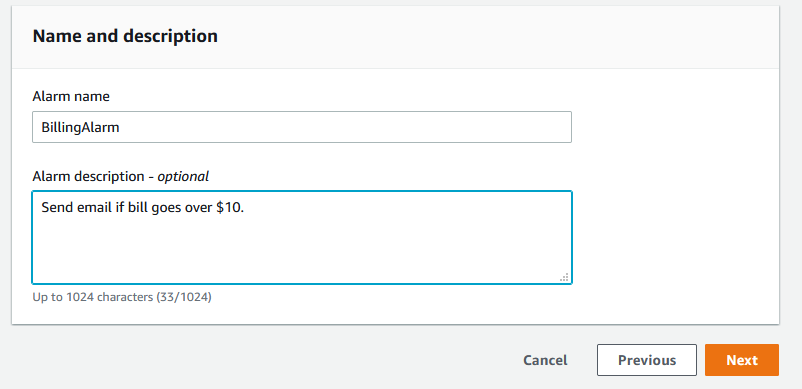 Name and description
Alarm name
BillingAlarm
Alarm description - optional
Send email if bill goes over $10.
Up to 1024 characters (33/1024)
Cancel
Previous
Next